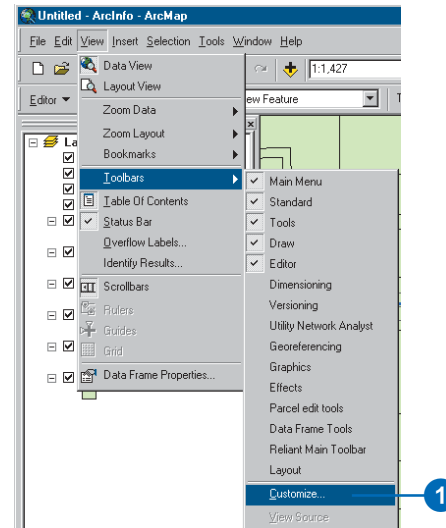 Untitled - ArcInfo - ArcMap
File Edit View Insert Selection Tools Window Help
1:1,427
Editor
Data View
Layout View
Zoom Data
Zoom Layout
Bookmarks
Toolbars
Table Of Contents
Status Bar
Overflow Labels...
Identify Results...
Scrollbars
Rulers
Guides
Grid
Data Frame Properties...
Main Menu
Standard
Tools
Draw
Editor
Dimensioning
Versioning
Utility Network Analyst
Georeferencing
Graphics
Effects
Parcel edit tools
Data Frame Tools
Reliant Main Toolbar
Layout
Customize...
View Source
1